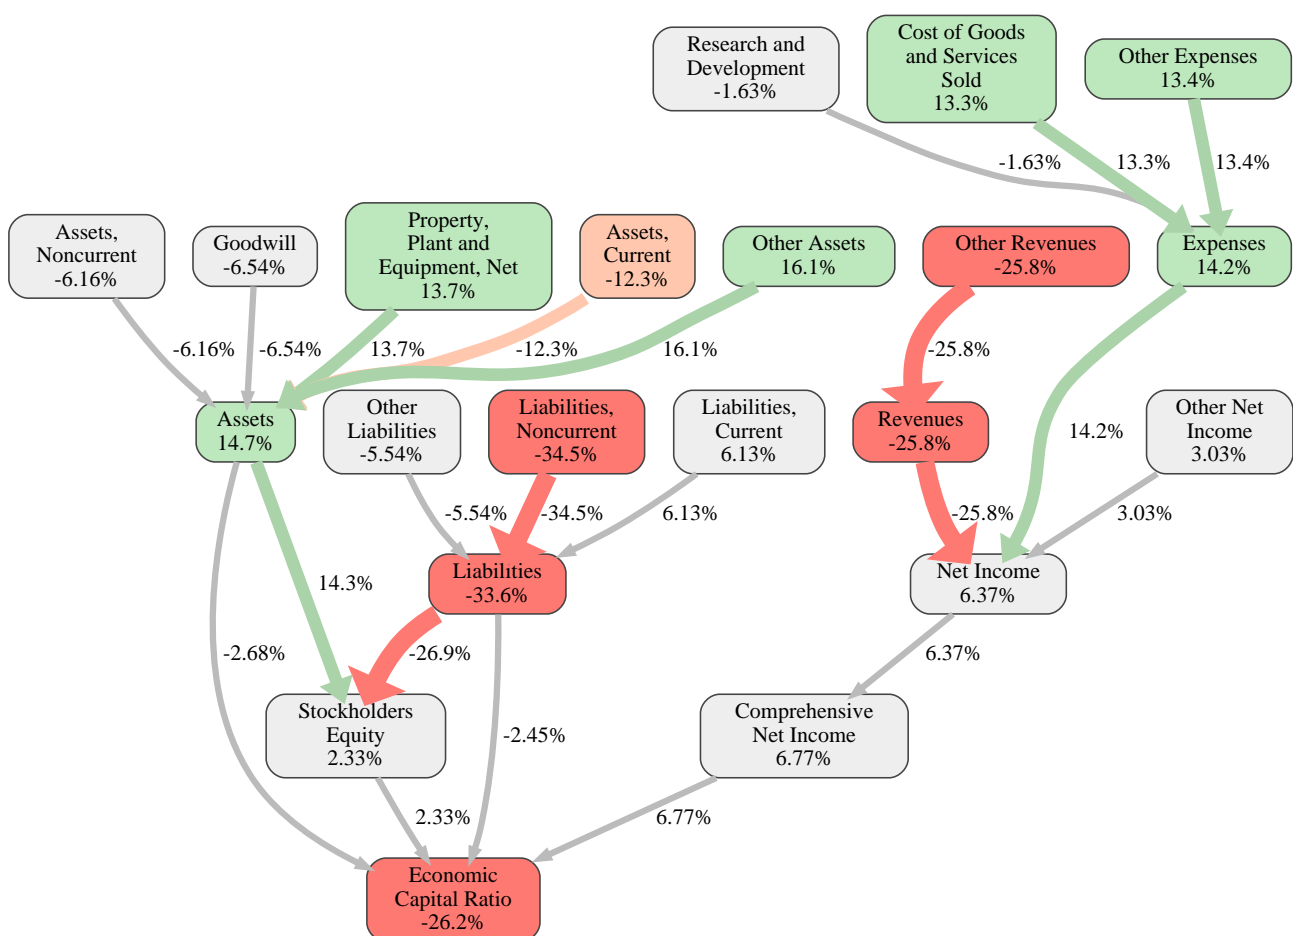 Research and
Development
-1.63%
Cost of Goods
and Services
Sold
13.3%
Other Expenses
13.4%
-1.63%
13.3%
13.4%
Assets,
Noncurrent
-6.16%
Goodwill
-6.54%
Property,
Plant and
Equipment, Net
13.7%
Assets,
Current
-12.3%
Other Assets
16.1%
Other Revenues
-25.8%
Expenses
14.2%
-6.16%
-6.54%
13.7%
-12.3%
16.1%
-25.8%
Assets
14.7%
Other
Liabilities
-5.54%
Liabilities,
Noncurrent
-34.5%
Liabilities,
Current
6.13%
Revenues
-25.8%
14.2%
Other Net
Income
3.03%
-5.54%
-34.5%
6.13%
-25.8%
3.03%
Liabilities
-33.6%
Net Income
6.37%
14.3%
-2.68%
-26.9%
6.37%
Stockholders
Equity
2.33%
-2.45%
Comprehensive
Net Income
6.77%
2.33%
6.77%
Economic
Capital Ratio
-26.2%